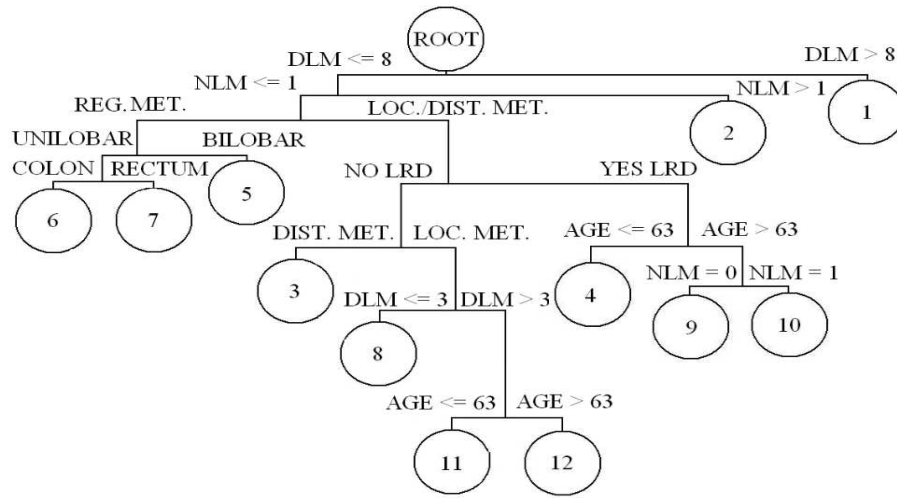 ROOT
DLM <= 8
DLM > 8
NLM <= 1
NLM > 1
1
REG. MET.
LOC./DIST. MET.
2
UNILOBAR
BILOBAR
COLON
RECTUM
NO LRD
YES LRD
5
6
7
DIST. MET.
LOC. MET.
AGE <= 63
AGE > 63
3
4
NLM = 0
NLM = 1
DLM <= 3
DLM > 3
9
10
8
AGE <= 63
AGE > 63
11
12